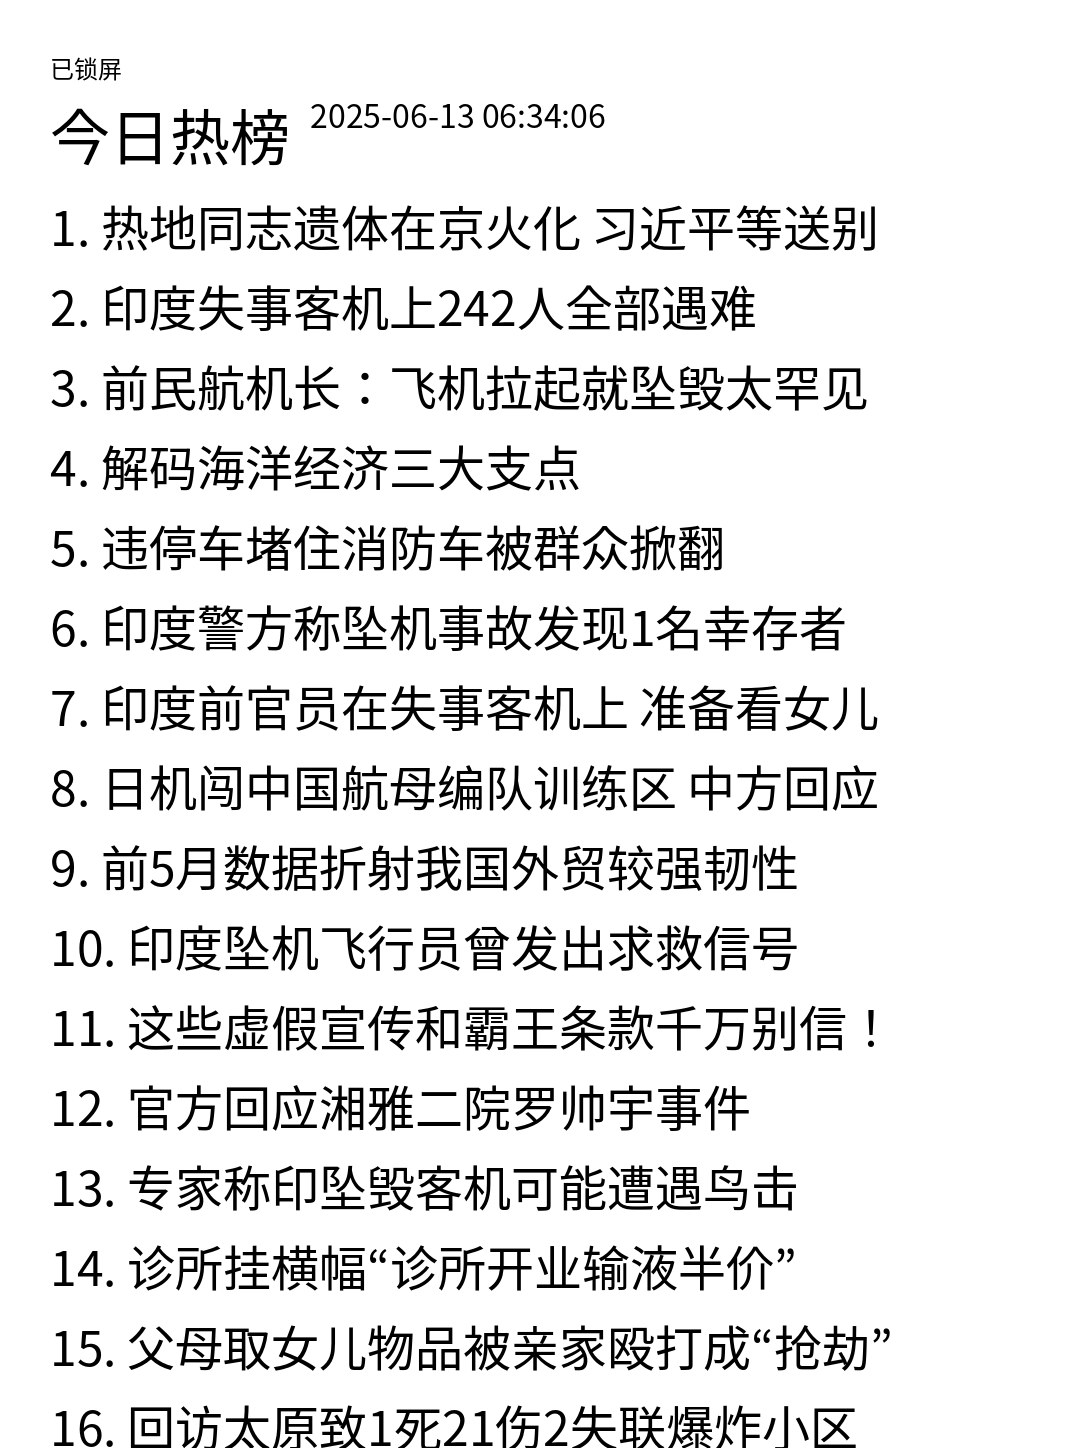 已锁屏
今日热榜 2025-06-13 06:34:06
1. 热地同志遗体在京火化 习近平等送别
2. 印度失事客机上242人全部遇难
3. 前民航机长：飞机拉起就坠毁太罕见
4. 解码海洋经济三大支点
5. 违停车堵住消防车被群众掀翻
6. 印度警方称坠机事故发现1名幸存者
7. 印度前官员在失事客机上 准备看女儿
8. 日机闯中国航母编队训练区 中方回应
9. 前5月数据折射我国外贸较强韧性
10. 印度坠机飞行员曾发出求救信号
11. 这些虚假宣传和霸王条款千万别信！
12. 官方回应湘雅二院罗帅宇事件
13. 专家称印坠毁客机可能遭遇鸟击
14. 诊所挂横幅“诊所开业输液半价”
15. 父母取女儿物品被亲家殴打成“抢劫”
16. 回访太原致1死21伤2失联爆炸小区